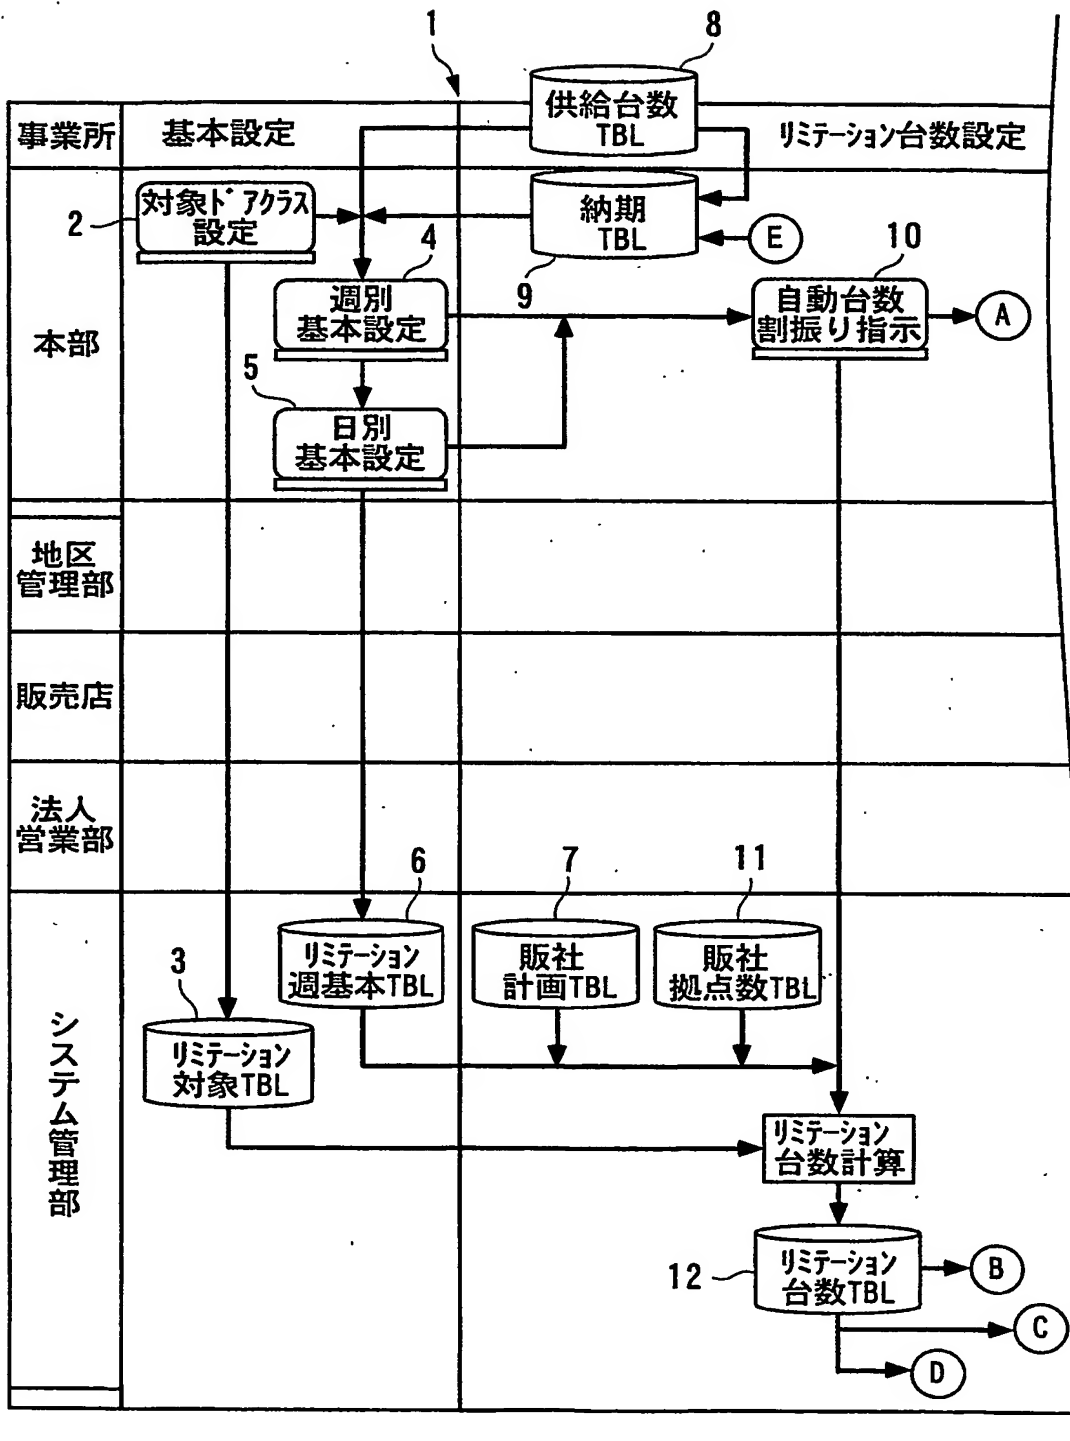 1
8
事業所
基本設定
供給台数
TBL
リミテーション台数設定
本部
2
対象ドアクラス
設定
納期
TBL
9
E
4
週別
基本設定
10
自動台数
割振り指示
A
5
日別
基本設定
地区
管理部
販売店
法人
営業部
システム管理部
6
リミテーション
週基本TBL
7
販社
計画TBL
11
販社
拠点数TBL
3
リミテーション
対象TBL
リミテーション
台数計算
12
リミテーション
台数TBL
B
C
D